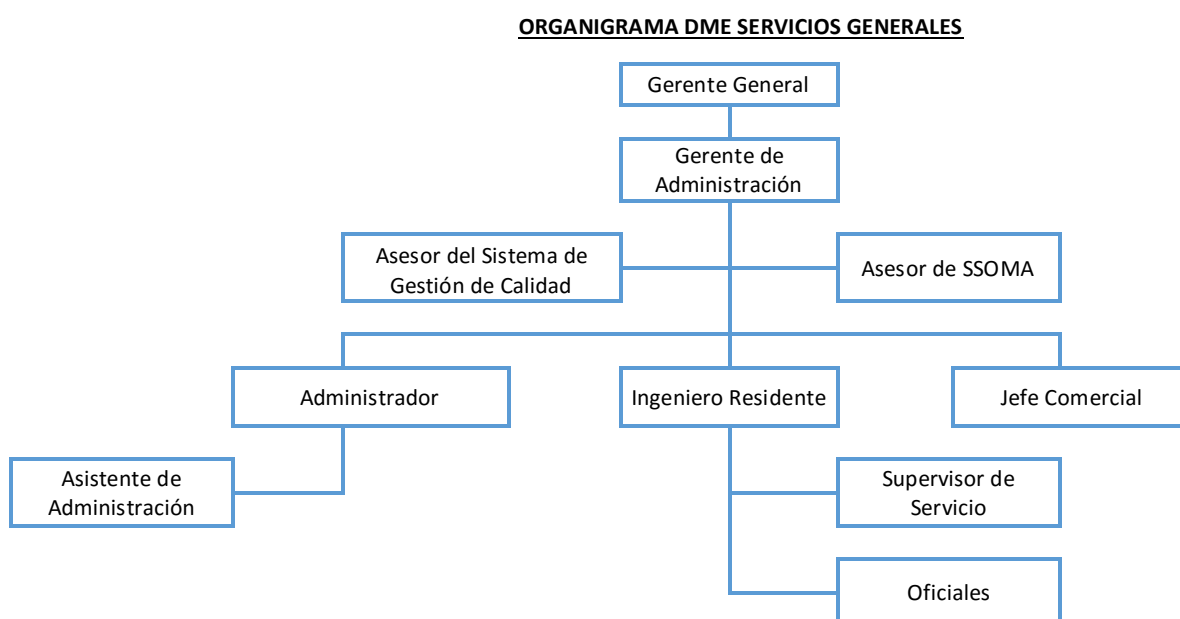 ORGANIGRAMA DME SERVICIOS GENERALES
Gerente General
Gerente de
Administración
Asesor del Sistema de
Gestión de Calidad
Asesor de SSOMA
Administrador
Ingeniero Residente
Jefe Comercial
Asistente de
Administración
Supervisor de
Servicio
Oficiales